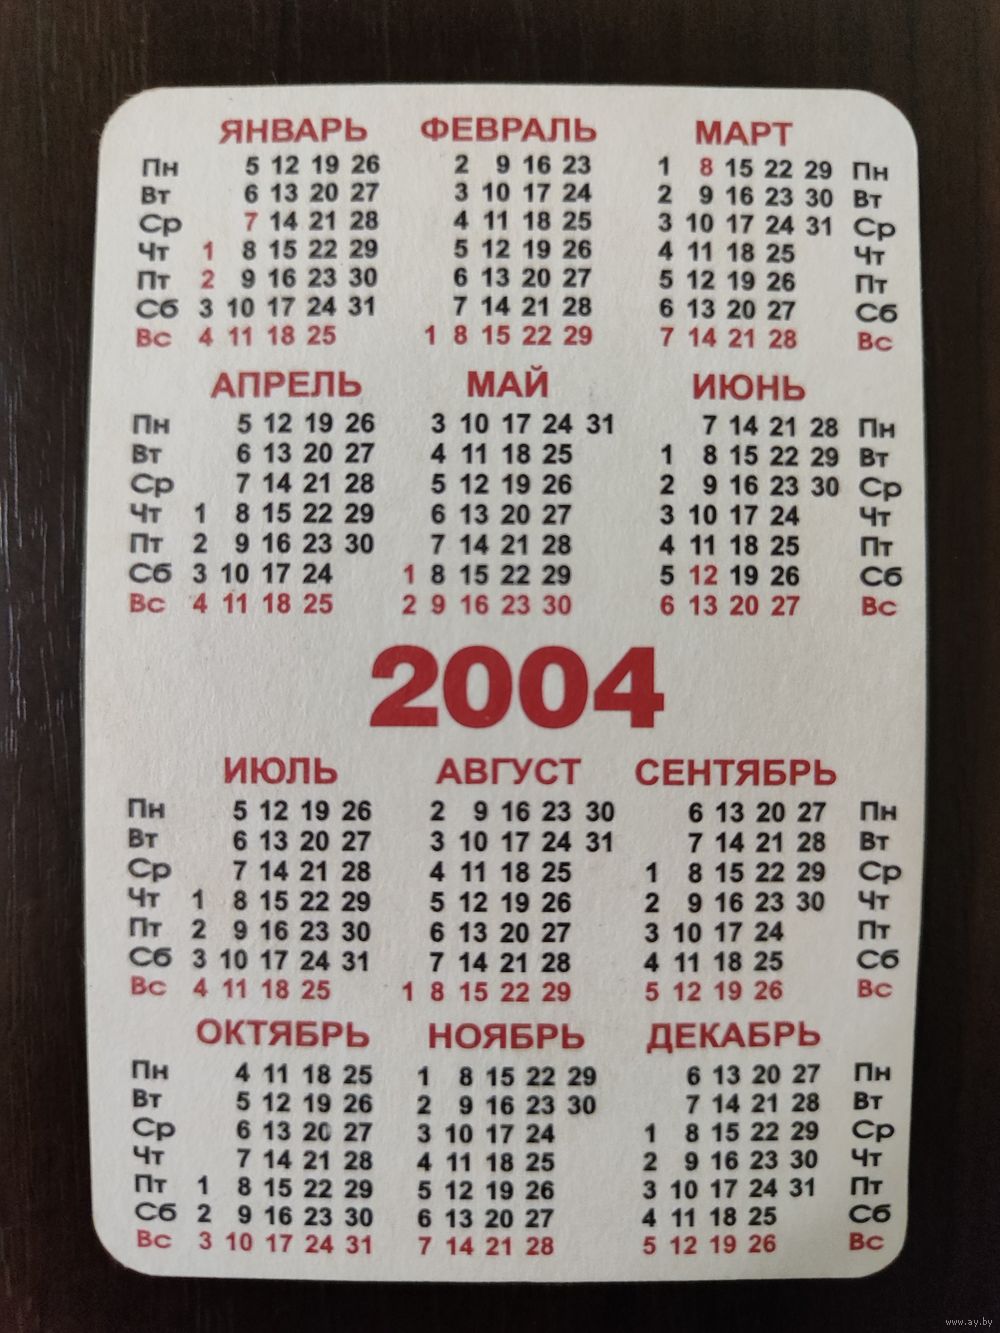 ЯНВАРЬ ФЕВРАЛЬ МАРТ
Пн 5 12 19 26 2 9 16 23 1 8 15 22 29 Пн
Вт 6 13 20 27 3 10 17 24 2 9 16 23 30 Вт
Ср 7 14 21 28 4 11 18 25 3 10 17 24 31 Ср
Чт 1 8 15 22 29 5 12 19 26 4 11 18 25 Чт
Пт 2 9 16 23 30 6 13 20 27 5 12 19 26 Пт
Сб 3 10 17 24 31 7 14 21 28 6 13 20 27 Сб
Вс 4 11 18 25 1 8 15 22 29 7 14 21 28 Вс
АПРЕЛЬ МАЙ ИЮНЬ
Пн 5 12 19 26 3 10 17 24 31 7 14 21 28 Пн
Вт 6 13 20 27 4 11 18 25 1 8 15 22 29 Вт
Ср 7 14 21 28 5 12 19 26 2 9 16 23 30 Ср
Чт 1 8 15 22 29 6 13 20 27 3 10 17 24 Чт
Пт 2 9 16 23 30 7 14 21 28 4 11 18 25 Пт
Сб 3 10 17 24 1 8 15 22 29 5 12 19 26 Сб
Вс 4 11 18 25 2 9 16 23 30 6 13 20 27 Вс
2004
ИЮЛЬ АВГУСТ СЕНТЯБРЬ
Пн 5 12 19 26 2 9 16 23 30 6 13 20 27 Пн
Вт 6 13 20 27 3 10 17 24 31 7 14 21 28 Вт
Ср 7 14 21 28 4 11 18 25 1 8 15 22 29 Ср
Чт 1 8 15 22 29 5 12 19 26 2 9 16 23 30 Чт
Пт 2 9 16 23 30 6 13 20 27 3 10 17 24 Пт
Сб 3 10 17 24 31 7 14 21 28 4 11 18 25 Сб
Вс 4 11 18 25 1 8 15 22 29 5 12 19 26 Вс
ОКТЯБРЬ НОЯБРЬ ДЕКАБРЬ
Пн 4 11 18 25 1 8 15 22 29 6 13 20 27 Пн
Вт 5 12 19 26 2 9 16 23 30 7 14 21 28 Вт
Ср 6 13 20 27 3 10 17 24 1 8 15 22 29 Ср
Чт 7 14 21 28 4 11 18 25 2 9 16 23 30 Чт
Пт 1 8 15 22 29 5 12 19 26 3 10 17 24 31 Пт
Сб 2 9 16 23 30 6 13 20 27 4 11 18 25 Сб
Вс 3 10 17 24 31 7 14 21 28 5 12 19 26 Вс
www.ay.by